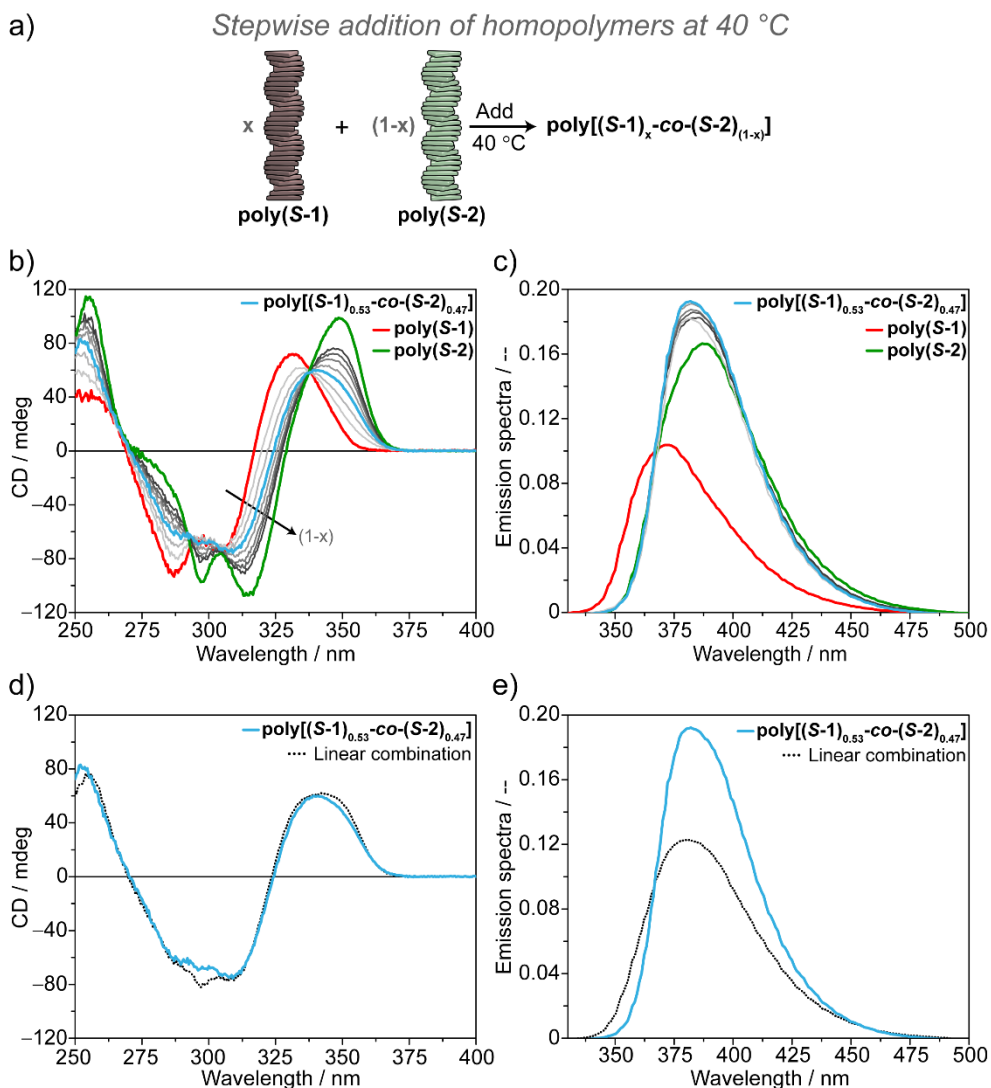 a)
Stepwise addition of homopolymers at 40 °C
x
+
(1-x)
Add
40 °C
poly[(S-1)x-co-(S-2)(1-x)]
poly(S-1)
poly(S-2)
b)
120
80
40
0
−40
−80
−120
250 275 300 325 350 375 400
CD / mdeg
Wavelength / nm
poly[(S-1)0.53-co-(S-2)0.47]
poly(S-1)
poly(S-2)
(1-x)
c)
0.20
0.16
0.12
0.08
0.04
0
350 375 400 425 450 500
Emission spectra / --
Wavelength / nm
poly[(S-1)0.53-co-(S-2)0.47]
poly(S-1)
poly(S-2)
d)
120
80
40
0
−40
−80
−120
250 275 300 325 350 375 400
CD / mdeg
Wavelength / nm
poly[(S-1)0.53-co-(S-2)0.47]
Linear combination
e)
0.20
0.16
0.12
0.08
0.04
0
350 375 400 425 450 500
Emission spectra / --
Wavelength / nm
poly[(S-1)0.53-co-(S-2)0.47]
Linear combination